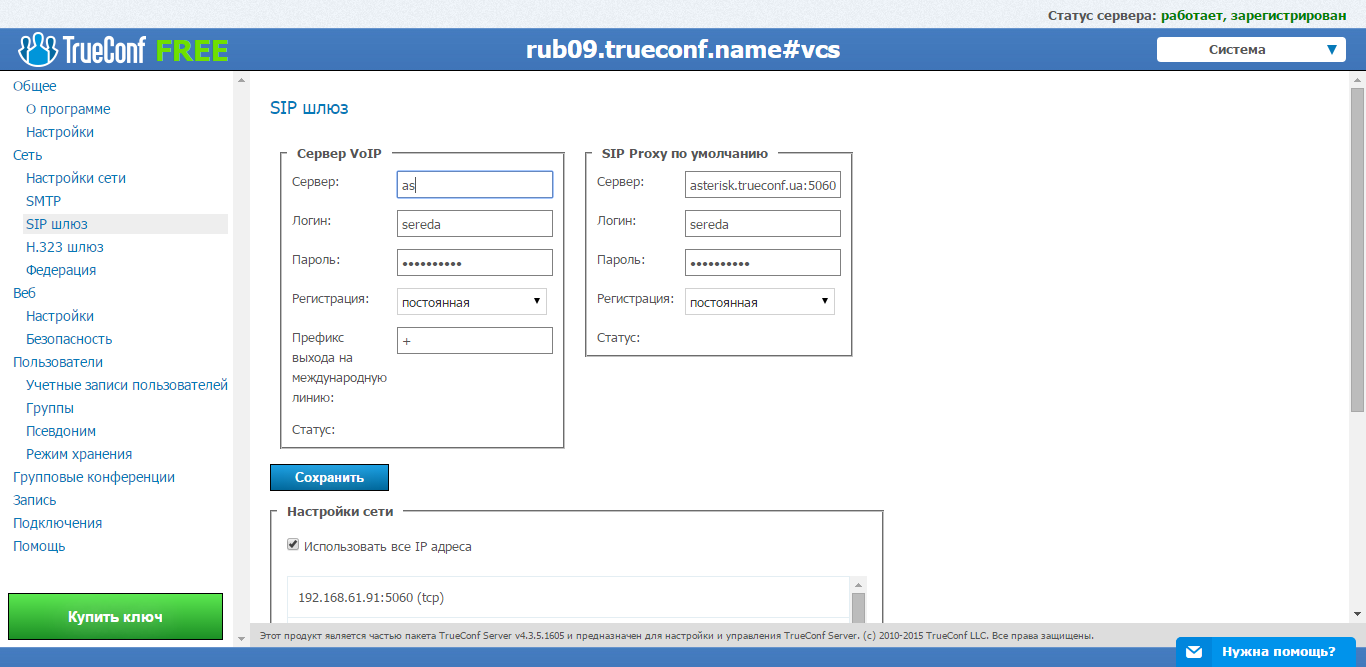 Статус сервера: работает, зарегистрирован
TrueConf FREE
rub09.trueconf.name#vcs
Система
Общее
О программе
Настройки
Сеть
Настройки сети
SMTP
SIP шлюз
H.323 шлюз
Федерация
Веб
Настройки
Безопасность
Пользователи
Учетные записи пользователей
Группы
Псевдоним
Режим хранения
Групповые конференции
Запись
Подключения
Помощь
Купить ключ
SIP шлюз
Сервер VoIP
Сервер:
as
Логин:
sereda
Пароль:
••••••••••
Регистрация:
постоянная
Префикс
выхода на
международную
линию:
+
Статус:
SIP Proxy по умолчанию
Сервер:
asterisk.trueconf.ua:5060
Логин:
sereda
Пароль:
••••••••••
Регистрация:
постоянная
Статус:
Сохранить
Настройки сети
Использовать все IP адреса
192.168.61.91:5060 (tcp)
Этот продукт является частью пакета TrueConf Server v4.3.5.1605 и предназначен для настройки и управления TrueConf Server. (c) 2010-2015 TrueConf LLC. Все права защищены.
Нужна помощь?